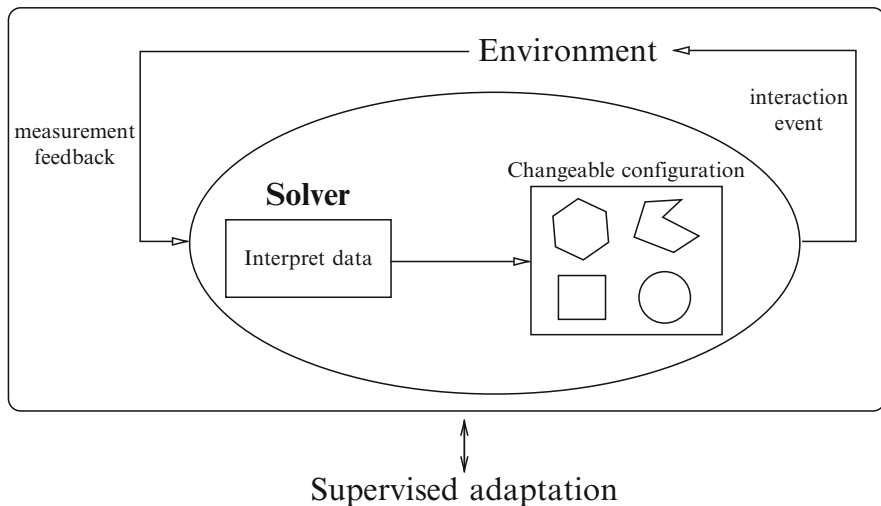 Environment
measurement
feedback
interaction
event
Changeable configuration
Solver
Interpret data
Supervised adaptation